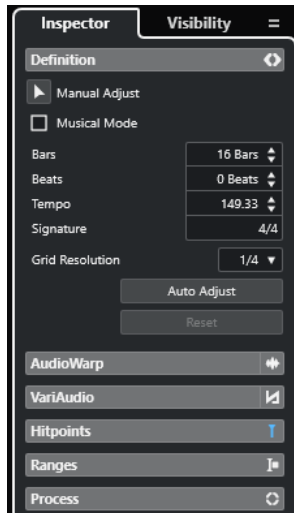 Inspector Visibility
Definition
Manual Adjust
Musical Mode
Bars 16 Bars
Beats 0 Beats
Tempo 149.33
Signature 4/4
Grid Resolution 1/4
Auto Adjust
Reset
AudioWarp
VariAudio
Hitpoints
Ranges
Process